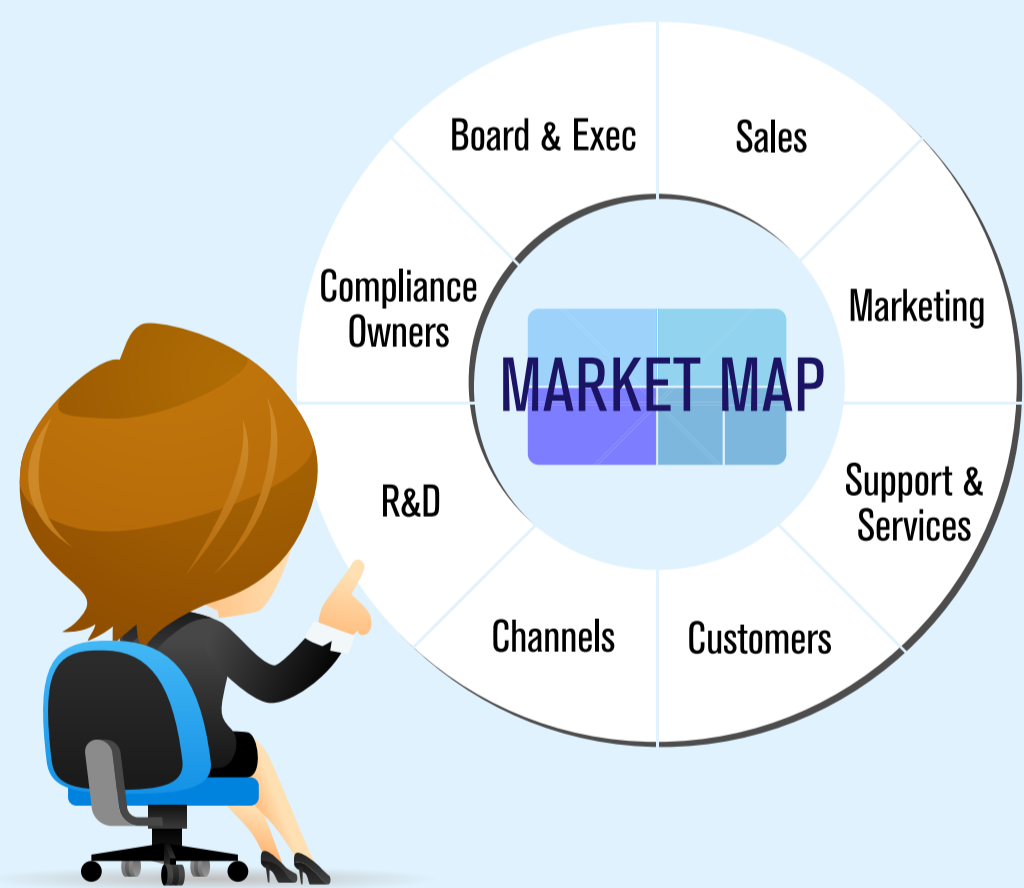 Board & Exec
Sales
Compliance
Owners
Marketing
MARKET MAP
R&D
Support &
Services
Channels
Customers